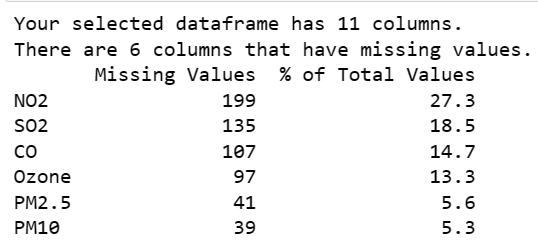 Your selected dataframe has 11 columns.
There are 6 columns that have missing values.
Missing Values % of Total Values
NO2 199 27.3
SO2 135 18.5
CO 107 14.7
Ozone 97 13.3
PM2.5 41 5.6
PM10 39 5.3